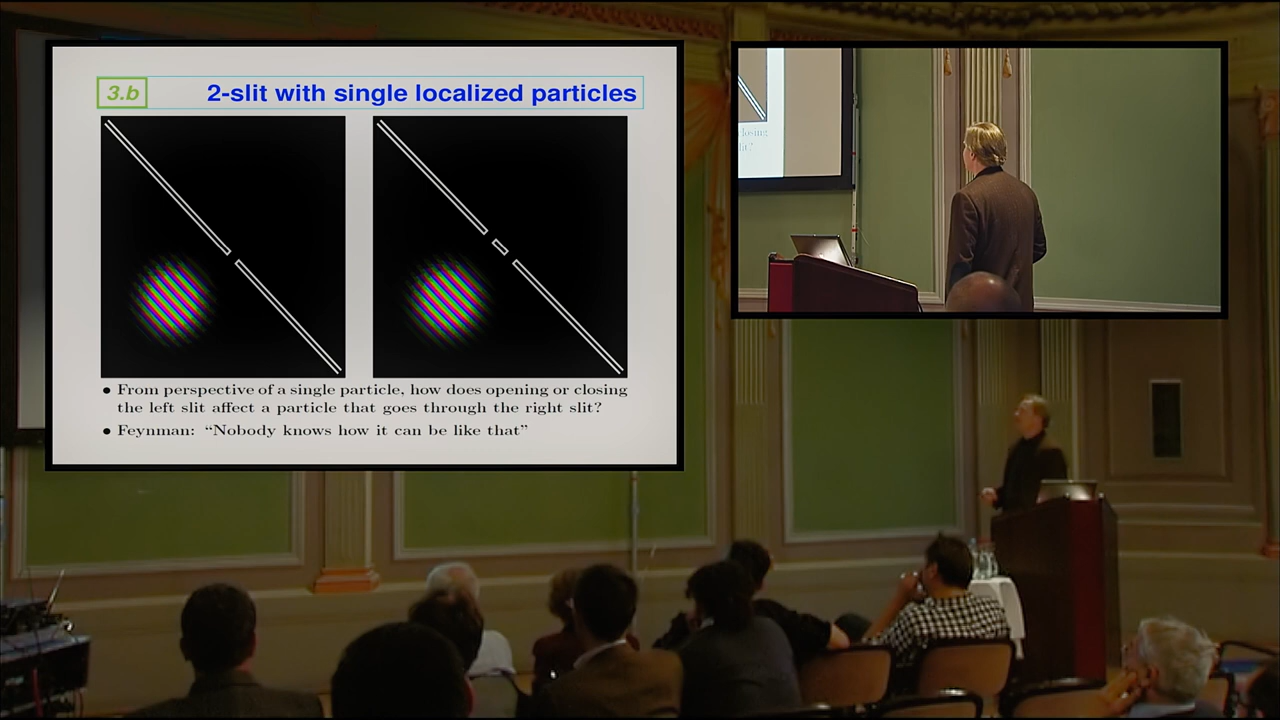 3.b
2-slit with single localized particles
• From perspective of a single particle, how does opening or closing
the left slit affect a particle that goes through the right slit?
• Feynman: “Nobody knows how it can be like that”
closing